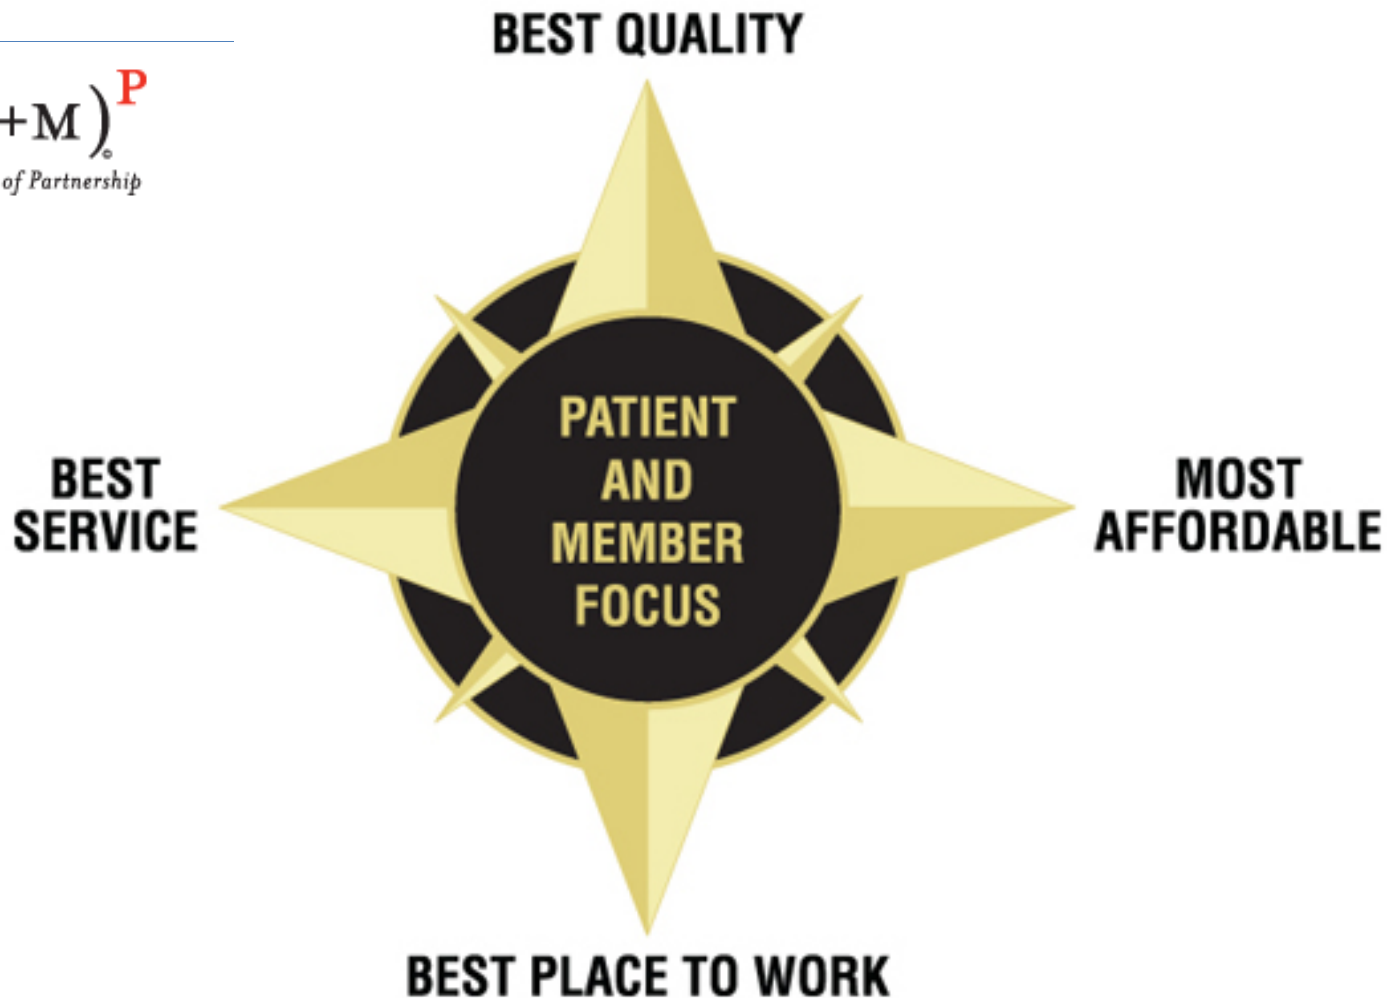 BEST QUALITY
+M)P
©
of Partnership
BEST
SERVICE
PATIENT
AND
MEMBER
FOCUS
MOST
AFFORDABLE
BEST PLACE TO WORK